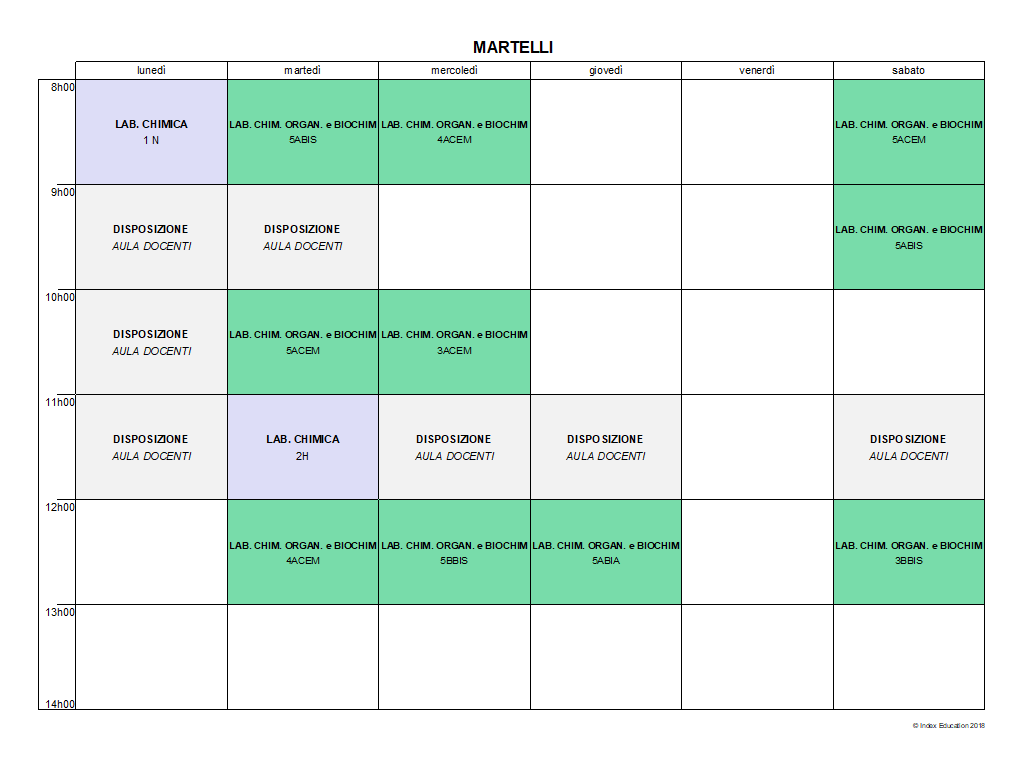 MARTELLI
lunedì martedì mercoledì giovedì venerdì sabato
8h00
LAB. CHIMICA
1 N
LAB. CHIM. ORGAN. e BIOCHIM
5ABIS
LAB. CHIM. ORGAN. e BIOCHIM
4ACEM
LAB. CHIM. ORGAN. e BIOCHIM
5ACEM
9h00
DISPOSIZIONE
AULA DOCENTI
DISPOSIZIONE
AULA DOCENTI
LAB. CHIM. ORGAN. e BIOCHIM
5ABIS
10h00
DISPOSIZIONE
AULA DOCENTI
LAB. CHIM. ORGAN. e BIOCHIM
5ACEM
LAB. CHIM. ORGAN. e BIOCHIM
3ACEM
11h00
DISPOSIZIONE
AULA DOCENTI
LAB. CHIMICA
2H
DISPOSIZIONE
AULA DOCENTI
DISPOSIZIONE
AULA DOCENTI
DISPOSIZIONE
AULA DOCENTI
12h00
LAB. CHIM. ORGAN. e BIOCHIM
4ACEM
LAB. CHIM. ORGAN. e BIOCHIM
5BBIS
LAB. CHIM. ORGAN. e BIOCHIM
5ABIA
LAB. CHIM. ORGAN. e BIOCHIM
3BBIS
13h00
14h00
© Index Education 2018